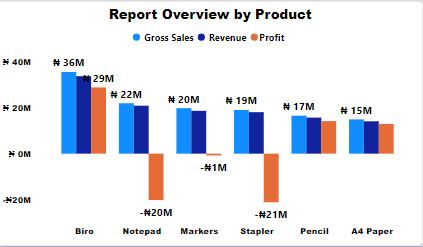 Report Overview by Product
Gross Sales Revenue Profit
₦ 40M
₦ 20M
₦ 0M
-₦20M
₦ 36M
₦ 29M
₦ 22M
-₦20M
₦ 20M
-₦1M
₦ 19M
-₦21M
₦ 17M
₦ 15M
Biro Notepad Markers Stapler Pencil A4 Paper